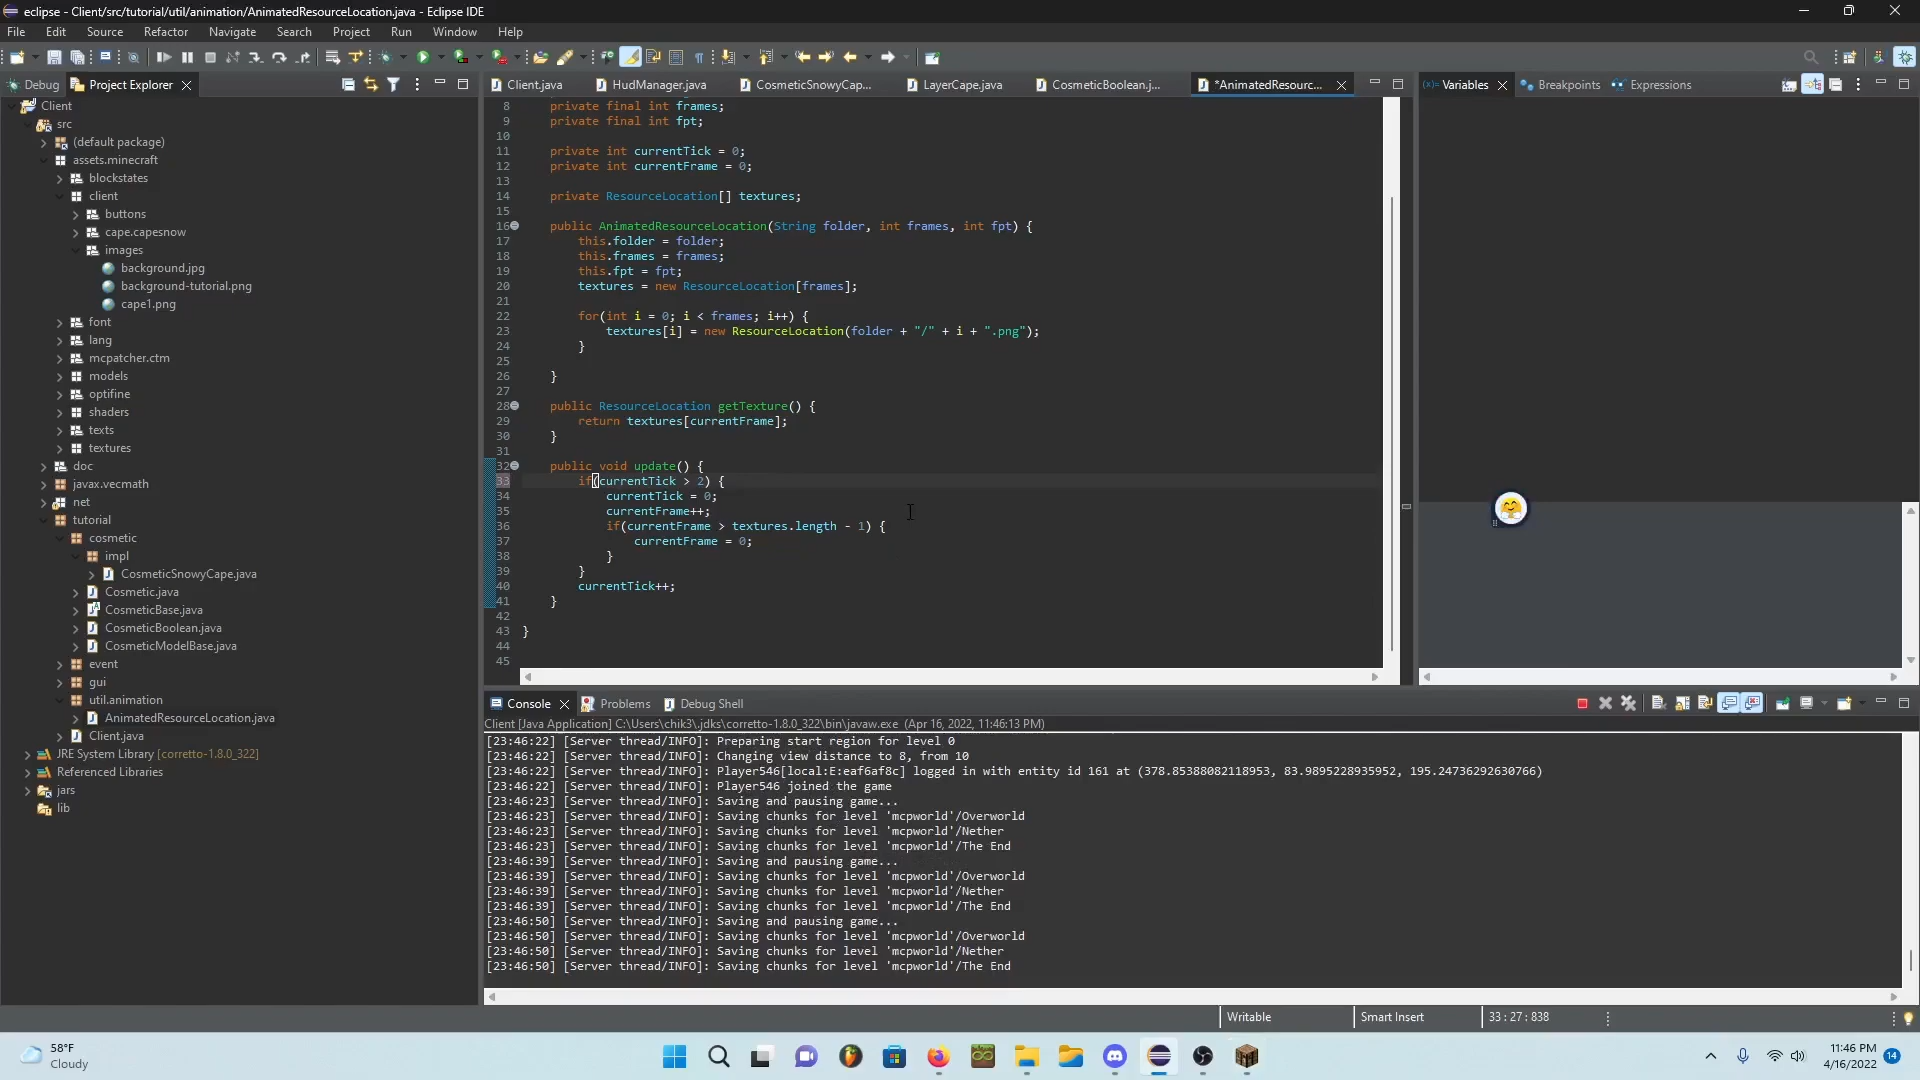 eclipse - Client/src/tutorial/util/animation/AnimatedResourceLocation.java - Eclipse IDE
File Edit Source Refactor Navigate Search Project Run Window Help
Debug Project Explorer
Client.java HudManager.java CosmeticSnowyCap... LayerCape.java CosmeticBoolean.j... *AnimatedResourc...
(x)= Variables Breakpoints Expressions
Client
src
(default package)
assets.minecraft
blockstates
client
buttons
cape.capesnow
images
background.jpg
background-tutorial.png
cape1.png
font
lang
mcpatcher.ctm
models
optifine
shaders
texts
textures
doc
javax.vecmath
net
tutorial
cosmetic
impl
CosmeticSnowyCape.java
Cosmetic.java
CosmeticBase.java
CosmeticBoolean.java
CosmeticModelBase.java
event
gui
util.animation
AnimatedResourceLocation.java
Client.java
JRE System Library [corretto-1.8.0_322]
Referenced Libraries
jars
lib
8 private final int frames;
9 private final int fpt;
10
11 private int currentTick = 0;
12 private int currentFrame = 0;
13
14 private ResourceLocation[] textures;
15
16 public AnimatedResourceLocation(String folder, int frames, int fpt) {
17 this.folder = folder;
18 this.frames = frames;
19 this.fpt = fpt;
20 textures = new ResourceLocation[frames];
21
22 for(int i = 0; i < frames; i++) {
23 textures[i] = new ResourceLocation(folder + "/" + i + ".png");
24 }
25
26 }
27
28 public ResourceLocation getTexture() {
29 return textures[currentFrame];
30 }
31
32 public void update() {
33 if(currentTick > 2) {
34 currentTick = 0;
35 currentFrame++;
36 if(currentFrame > textures.length - 1) {
37 currentFrame = 0;
38 }
39 }
40 currentTick++;
41 }
42
43 }
44
45
Console Problems Debug Shell
Client [Java Application] C:\Users\chik3\.jdks\corretto-1.8.0_322\bin\javaw.exe (Apr 16, 2022, 11:46:13 PM)
[23:46:22] [Server thread/INFO]: Preparing start region for level 0
[23:46:22] [Server thread/INFO]: Changing view distance to 8, from 10
[23:46:22] [Server thread/INFO]: Player546[local:E:eaf6af8c] logged in with entity id 161 at (378.85388082118953, 83.9895228935952, 195.24736292630766)
[23:46:22] [Server thread/INFO]: Player546 joined the game
[23:46:23] [Server thread/INFO]: Saving and pausing game...
[23:46:23] [Server thread/INFO]: Saving chunks for level 'mcpworld'/Overworld
[23:46:23] [Server thread/INFO]: Saving chunks for level 'mcpworld'/Nether
[23:46:23] [Server thread/INFO]: Saving chunks for level 'mcpworld'/The End
[23:46:39] [Server thread/INFO]: Saving and pausing game...
[23:46:39] [Server thread/INFO]: Saving chunks for level 'mcpworld'/Overworld
[23:46:39] [Server thread/INFO]: Saving chunks for level 'mcpworld'/Nether
[23:46:39] [Server thread/INFO]: Saving chunks for level 'mcpworld'/The End
[23:46:50] [Server thread/INFO]: Saving and pausing game...
[23:46:50] [Server thread/INFO]: Saving chunks for level 'mcpworld'/Overworld
[23:46:50] [Server thread/INFO]: Saving chunks for level 'mcpworld'/Nether
[23:46:50] [Server thread/INFO]: Saving chunks for level 'mcpworld'/The End
Writable Smart Insert 33 : 27 : 838
58°F
Cloudy
11:46 PM
4/16/2022
14